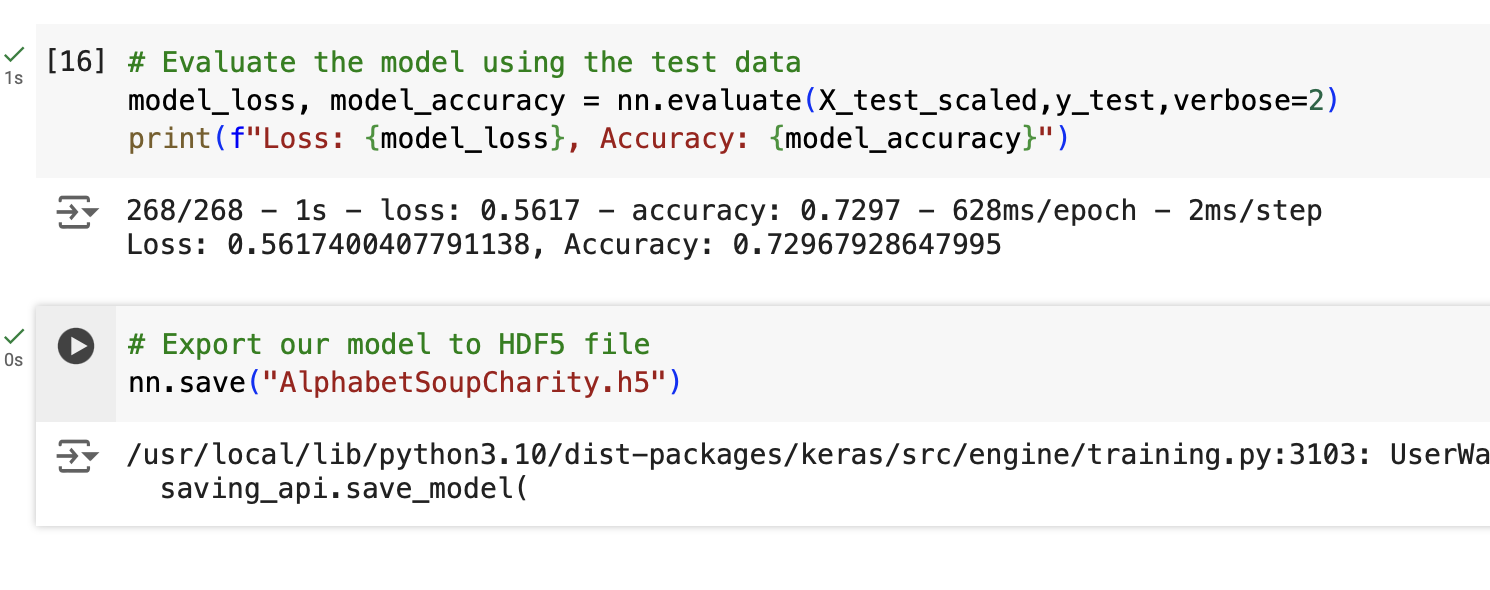 1s
[16]
# Evaluate the model using the test data
model_loss, model_accuracy = nn.evaluate(X_test_scaled,y_test,verbose=2)
print(f"Loss: {model_loss}, Accuracy: {model_accuracy}")
268/268 - 1s - loss: 0.5617 - accuracy: 0.7297 - 628ms/epoch - 2ms/step
Loss: 0.5617400407791138, Accuracy: 0.72967928647995
0s
# Export our model to HDF5 file
nn.save("AlphabetSoupCharity.h5")
/usr/local/lib/python3.10/dist-packages/keras/src/engine/training.py:3103: UserWa
saving_api.save_model(